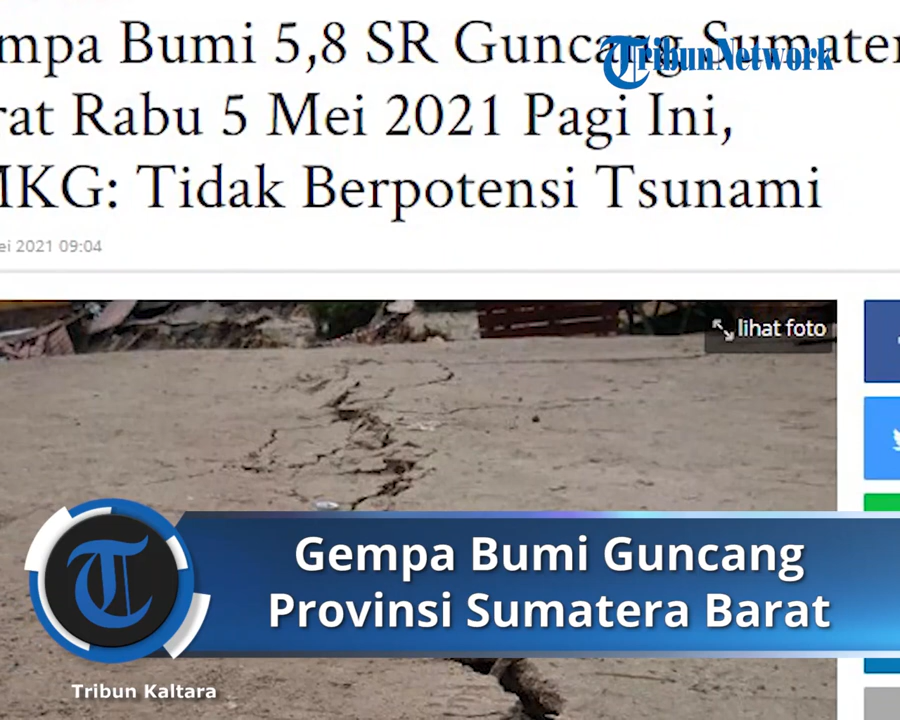 mpa Bumi 5,8 SR Guncang Sumater
TribunNetwork
rat Rabu 5 Mei 2021 Pagi Ini,
MKG: Tidak Berpotensi Tsunami
ei 2021 09:04
lihat foto
Gempa Bumi Guncang
Provinsi Sumatera Barat
Tribun Kaltara